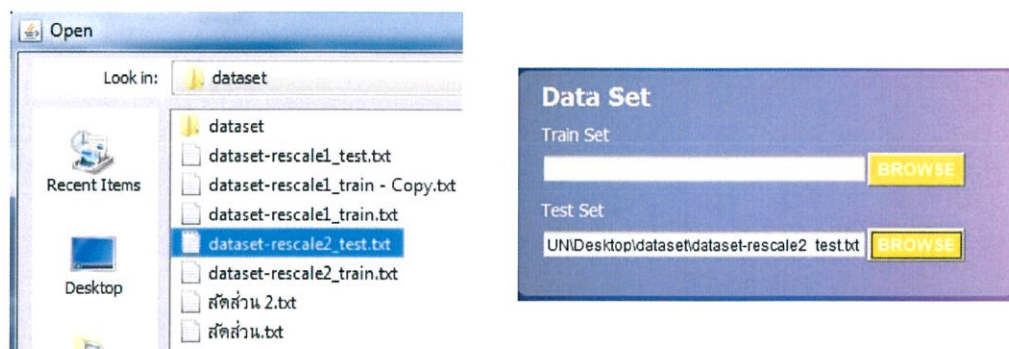 Open
Look in:
dataset
Recent Items
Desktop
dataset
dataset-rescale1_test.txt
dataset-rescale1_train - Copy.txt
dataset-rescale1_train.txt
dataset-rescale2_test.txt
dataset-rescale2_train.txt
สัดส่วน 2.txt
สัดส่วน.txt
Data Set
Train Set
BROWSE
Test Set
UN\Desktop\dataset\dataset-rescale2_test.txt
BROWSE